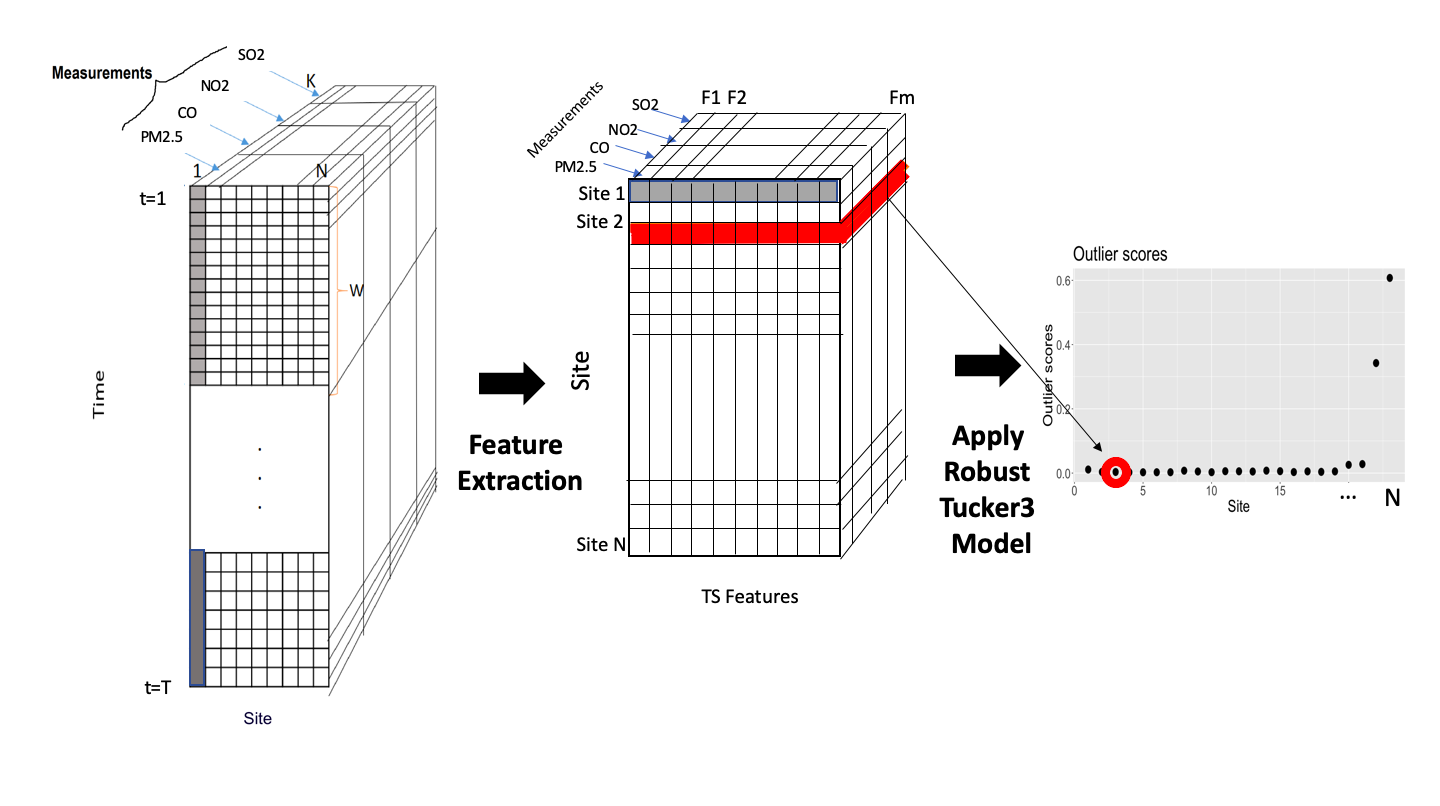 Measurements
SO2
NO2
CO
PM2.5
K
1
N
t=1
W
Time
.
.
.
t=T
Site
Feature
Extraction
Measurements
SO2
NO2
CO
PM2.5
F1 F2
Fm
Site 1
Site 2
Site
Site N
TS Features
Apply
Robust
Tucker3
Model
Outlier scores
Outlier scores
0.6
0.4
0.2
0.0
0
5
10
15
...
N
Site